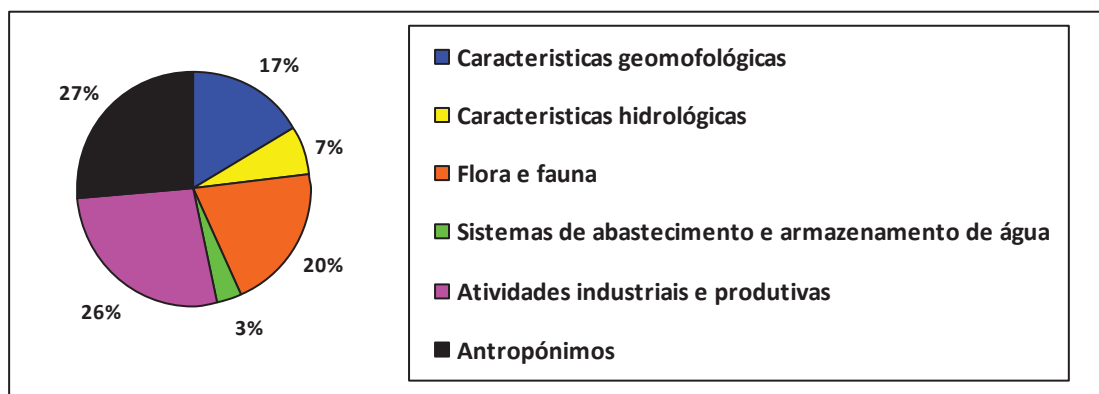 17%
27%
7%
20%
26%
3%
Caracteristicas geomofológicas
Caracteristicas hidrológicas
Flora e fauna
Sistemas de abastecimento e armazenamento de água
Atividades industriais e produtivas
Antropónimos